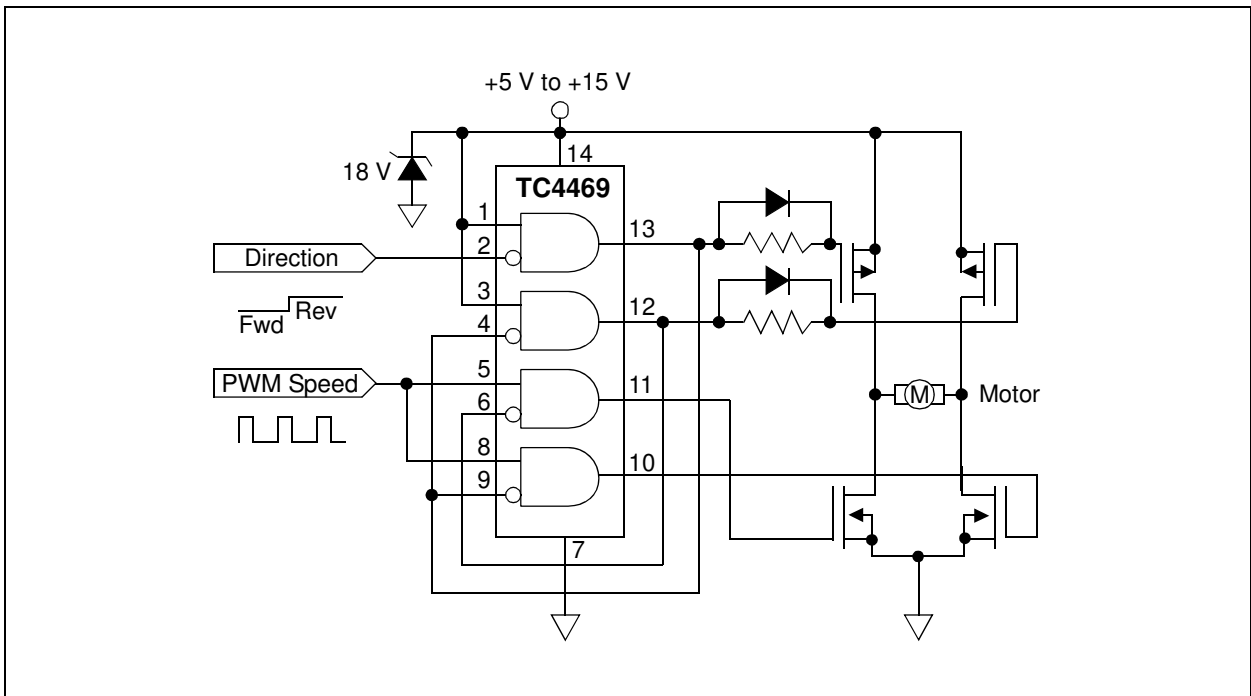 +5 V to +15 V
14
18 V
TC4469
1
13
2
Direction
3
12
Fwd Rev
4
5
PWM Speed
11
6
Motor
M
8
10
9
7